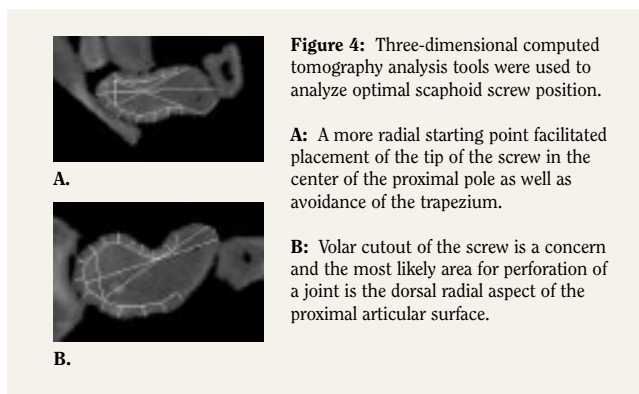 Figure 4: Three-dimensional computed
tomography analysis tools were used to
analyze optimal scaphoid screw position.
A: A more radial starting point facilitated
placement of the tip of the screw in the
center of the proximal pole as well as
avoidance of the trapezium.
B: Volar cutout of the screw is a concern
and the most likely area for perforation of
a joint is the dorsal radial aspect of the
proximal articular surface.
A.
B.